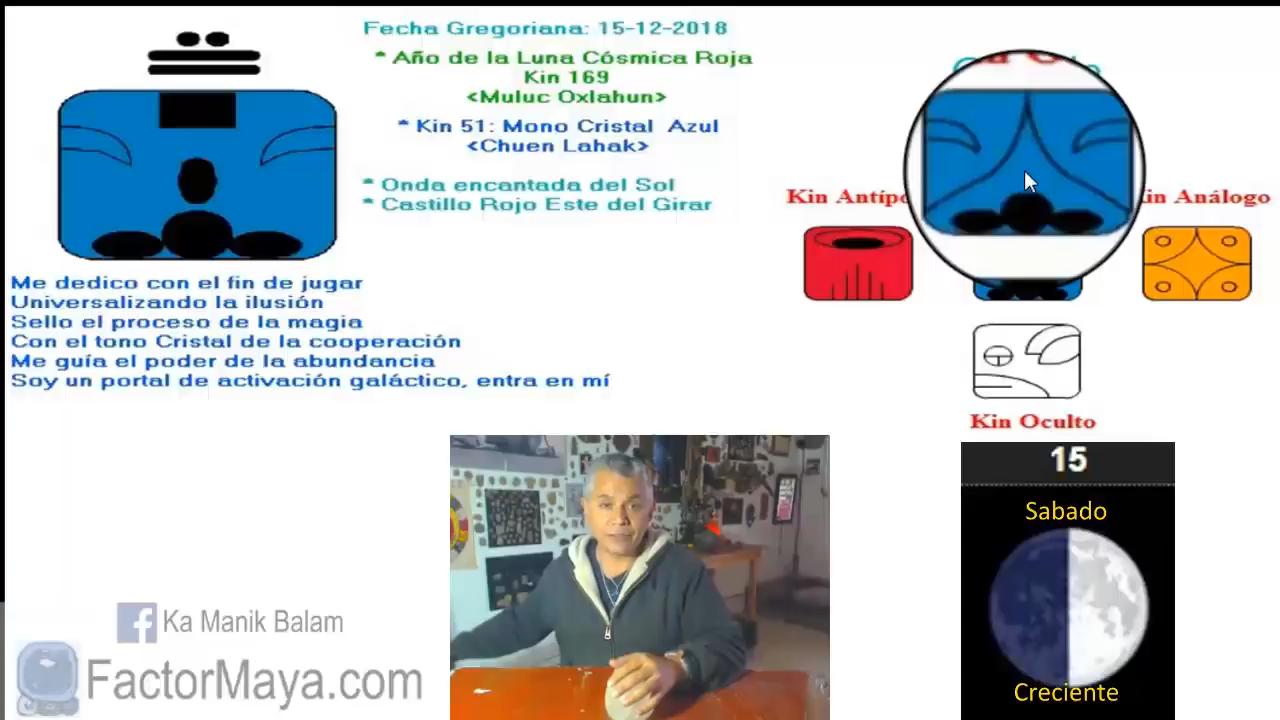 Fecha Gregoriana: 15-12-2018
* Año de la Luna Cósmica Roja
Kin 169
<Muluc Oxlahun>
* Kin 51: Mono Cristal Azul
<Chuen Lahak>
* Onda encantada del Sol
* Castillo Rojo Este del Girar
Me dedico con el fin de jugar
Universalizando la ilusión
Sello el proceso de la magia
Con el tono Cristal de la cooperación
Me guía el poder de la abundancia
Soy un portal de activación galáctico, entra en mí
Kin Antípo
in Análogo
Kin Oculto
15
Sabado
Creciente
Ka Manik Balam
FactorMaya.com